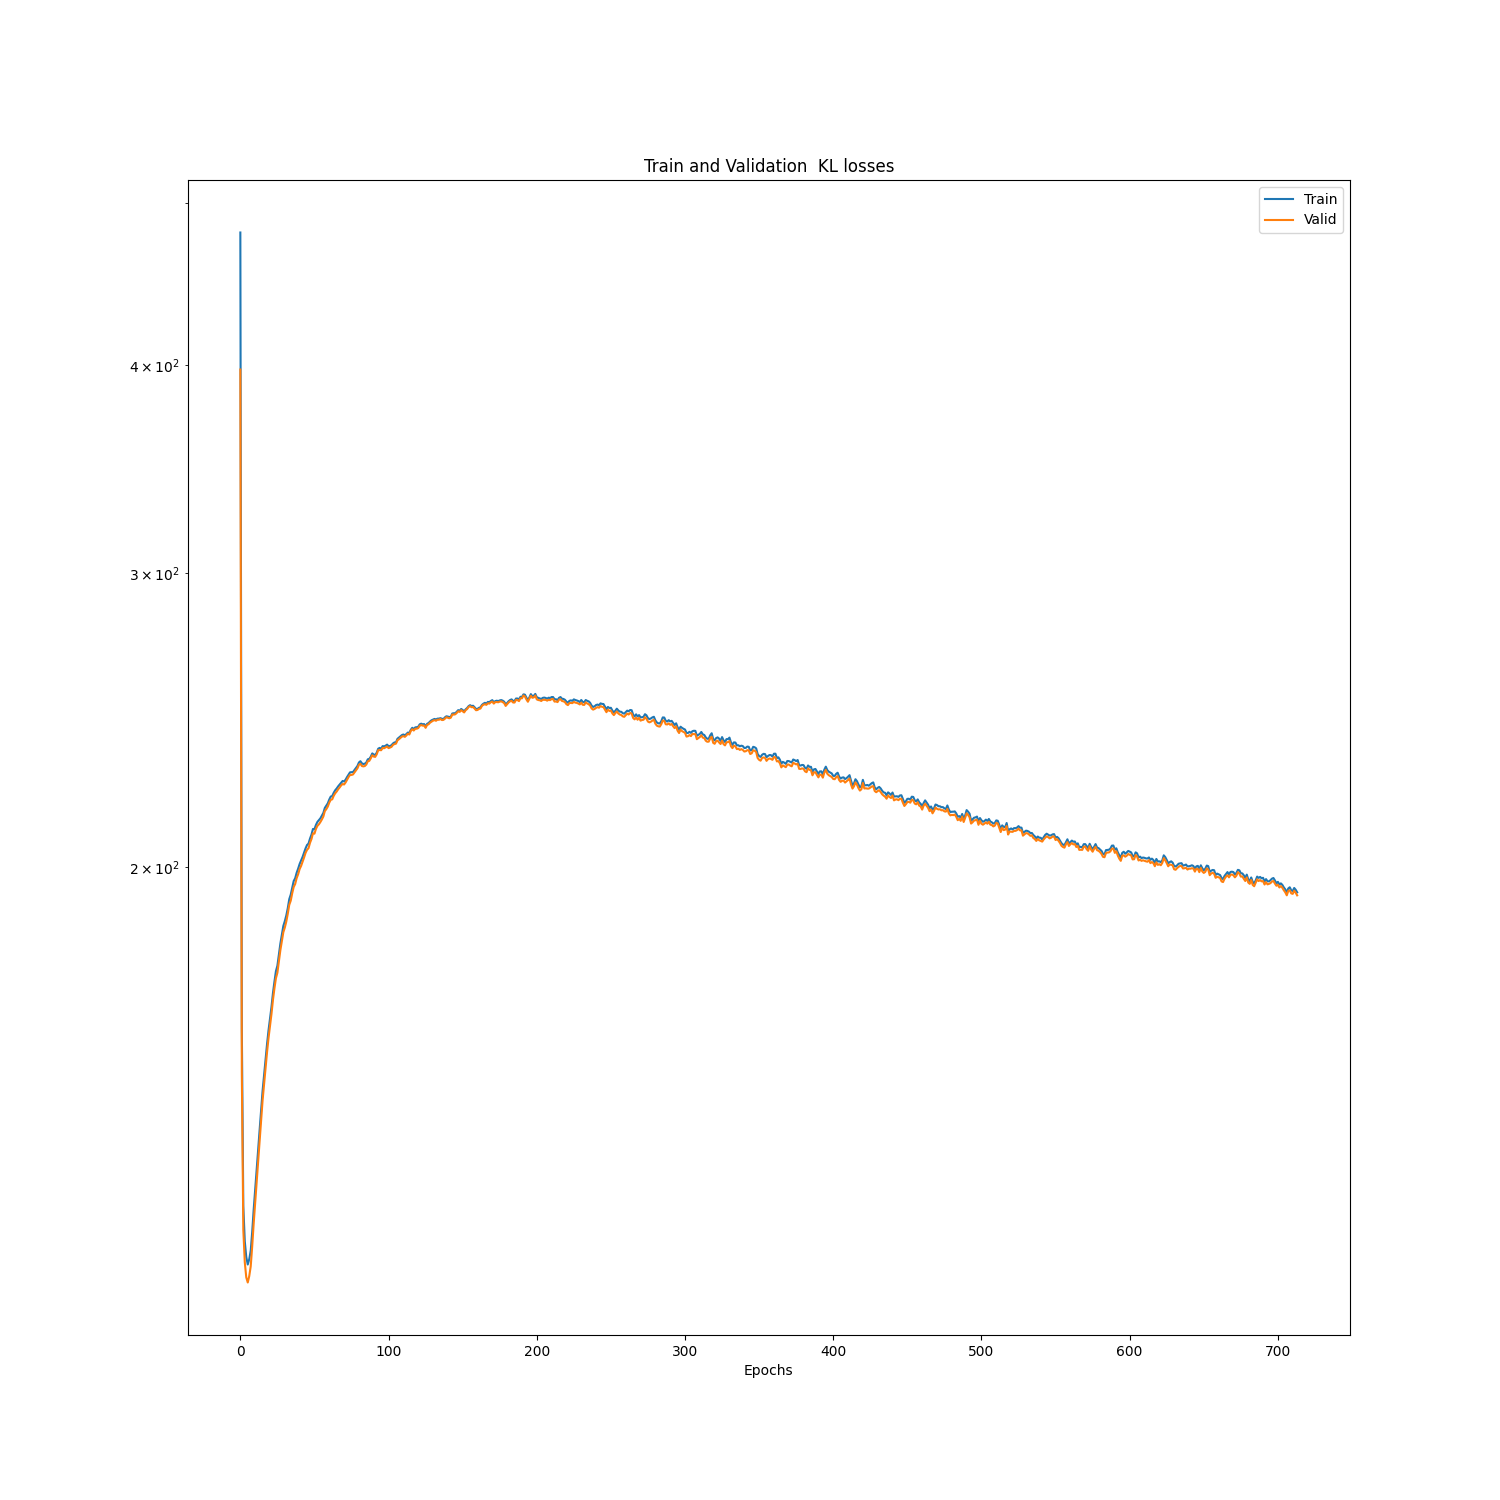 Train and Validation  KL losses
Train
Valid
4 × 10²
3 × 10²
2 × 10²
0 100 200 300 400 500 600 700
Epochs